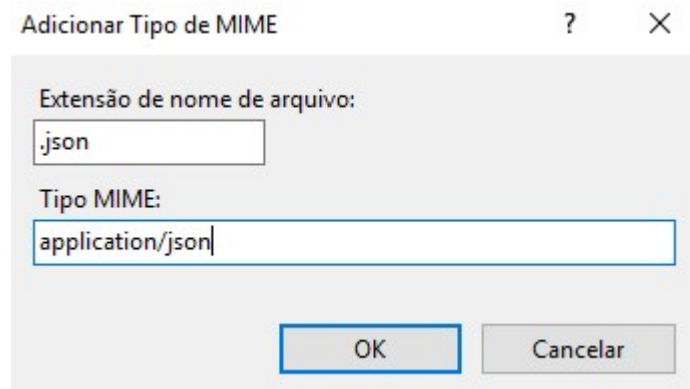 Adicionar Tipo de MIME ?
Extensão de nome de arquivo:
.json
Tipo MIME:
application/json
OK Cancelar